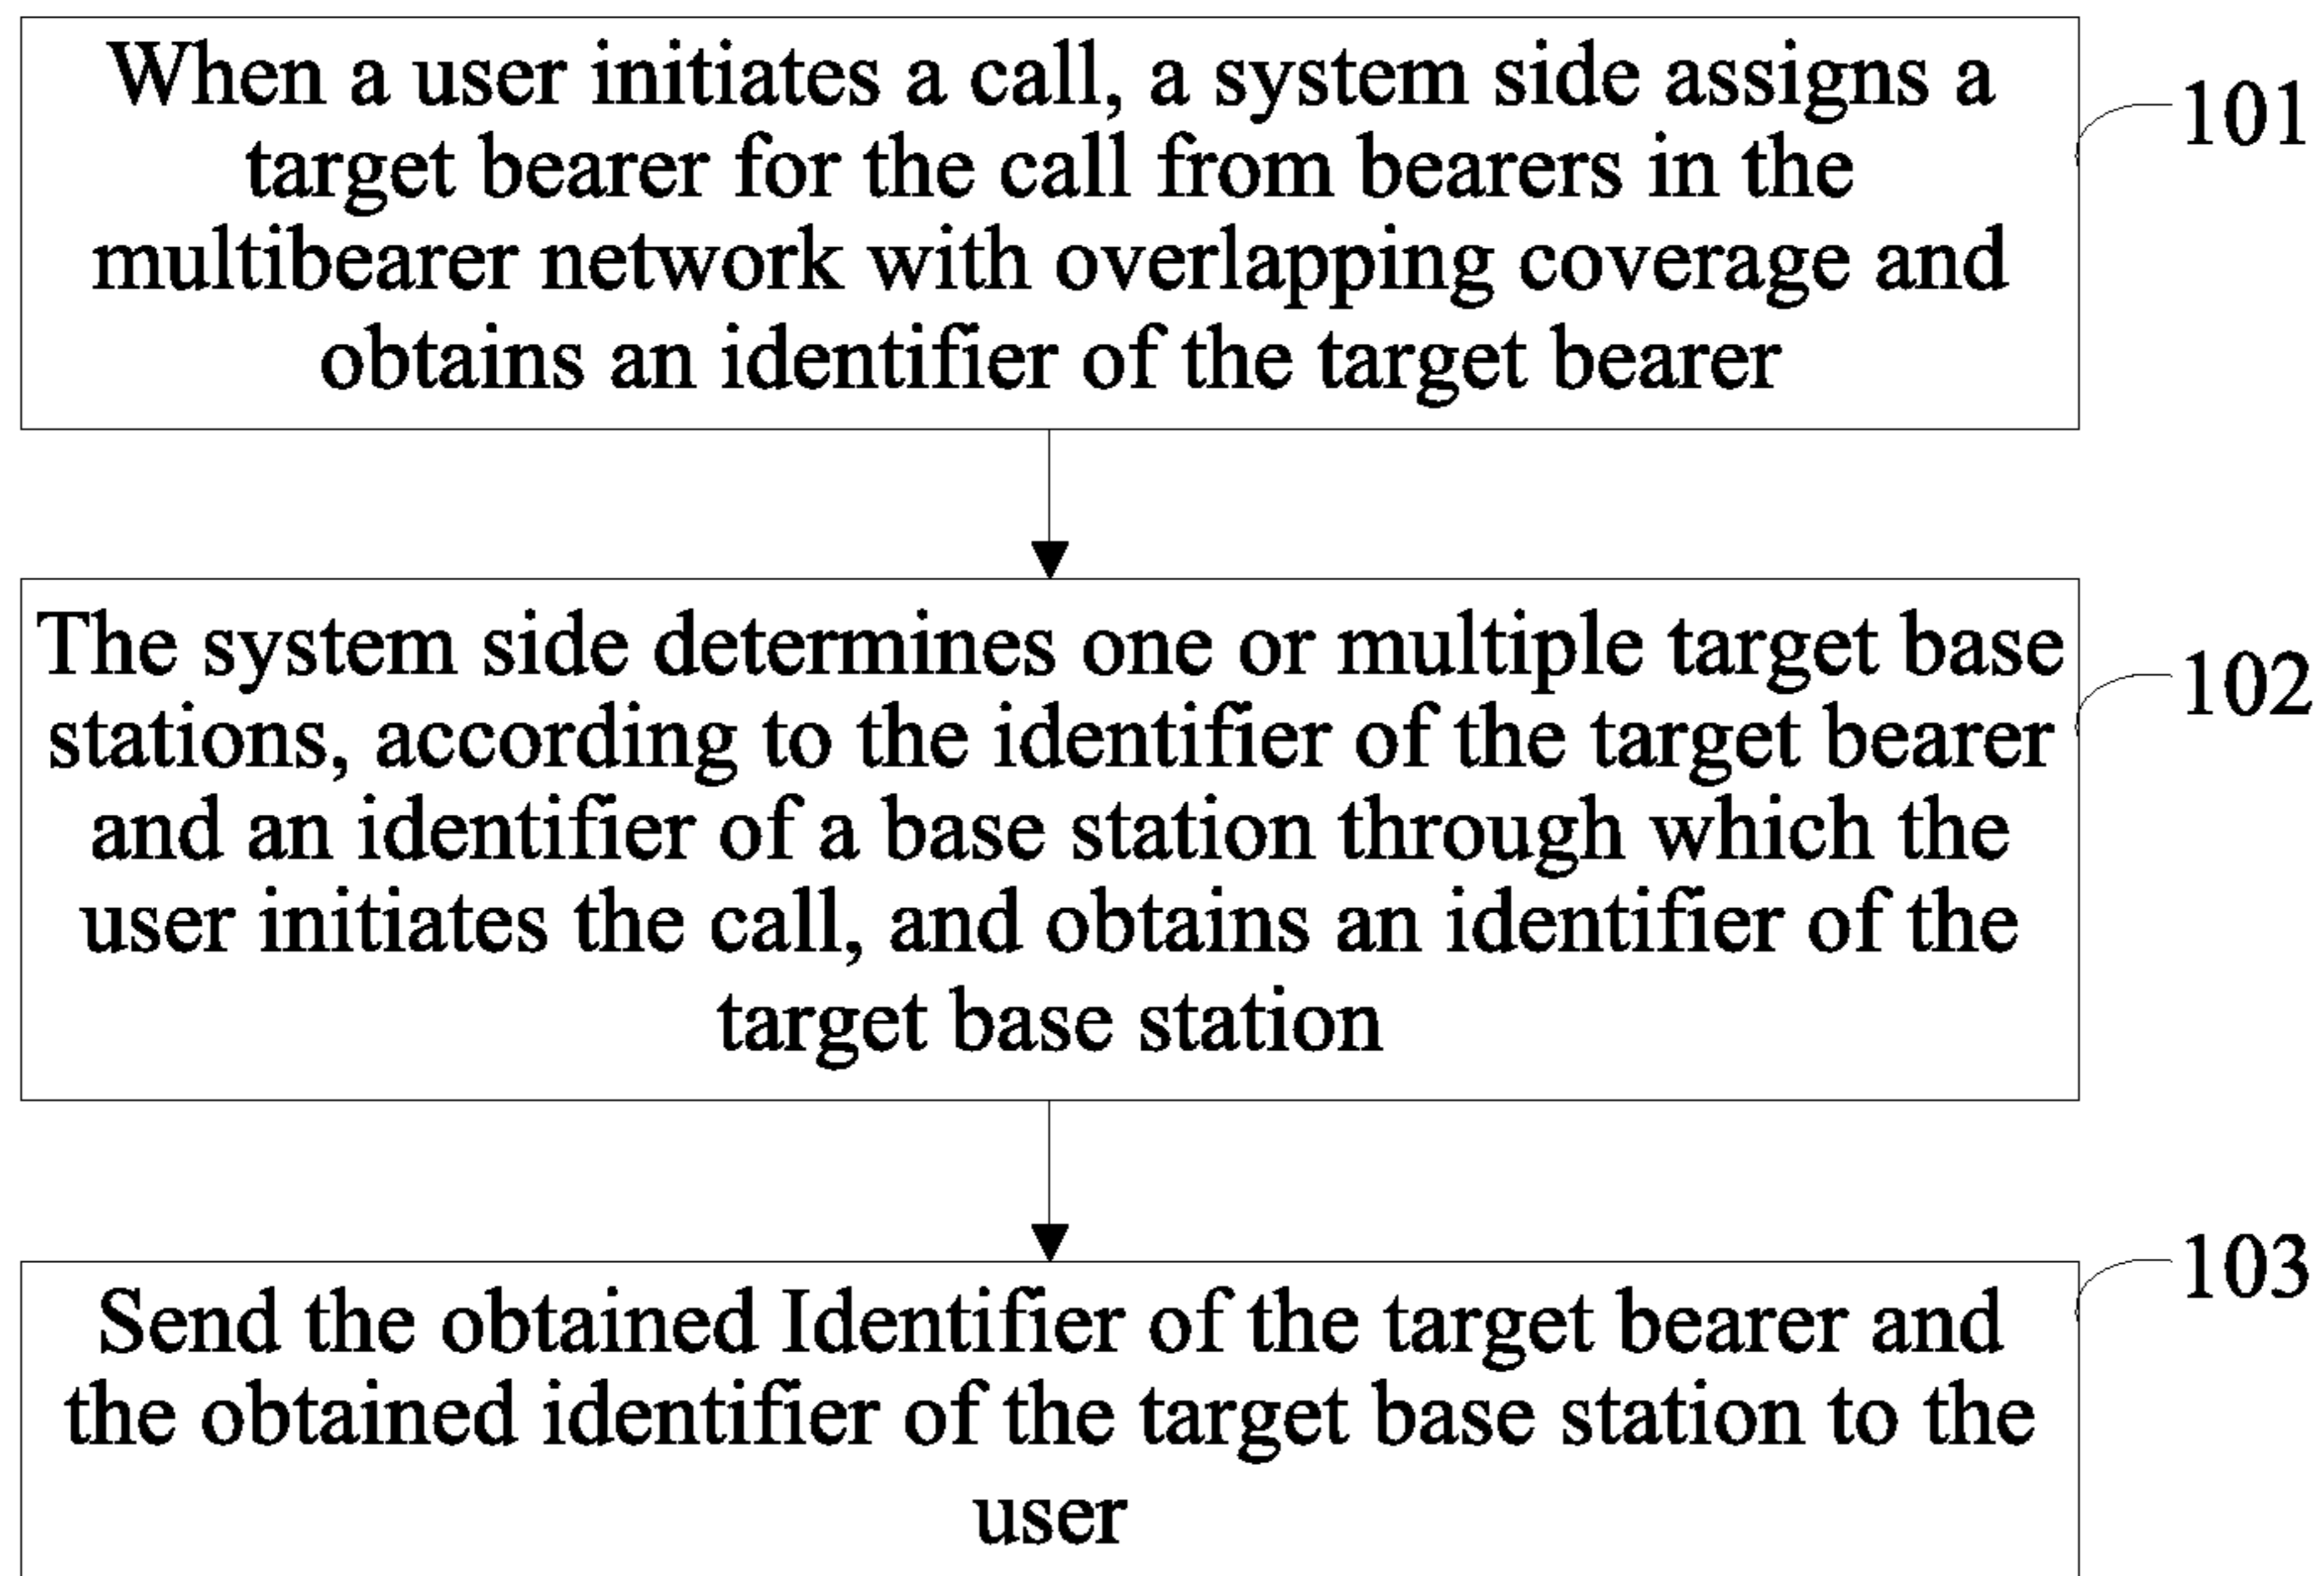 When a user initiates a call, a system side assigns a
target bearer for the call from bearers in the
multibearer network with overlapping coverage and
obtains an identifier of the target bearer
101
The system side determines one or multiple target base
stations, according to the identifier of the target bearer
and an identifier of a base station through which the
user initiates the call, and obtains an identifier of the
target base station
102
Send the obtained Identifier of the target bearer and
the obtained identifier of the target base station to the
user
103